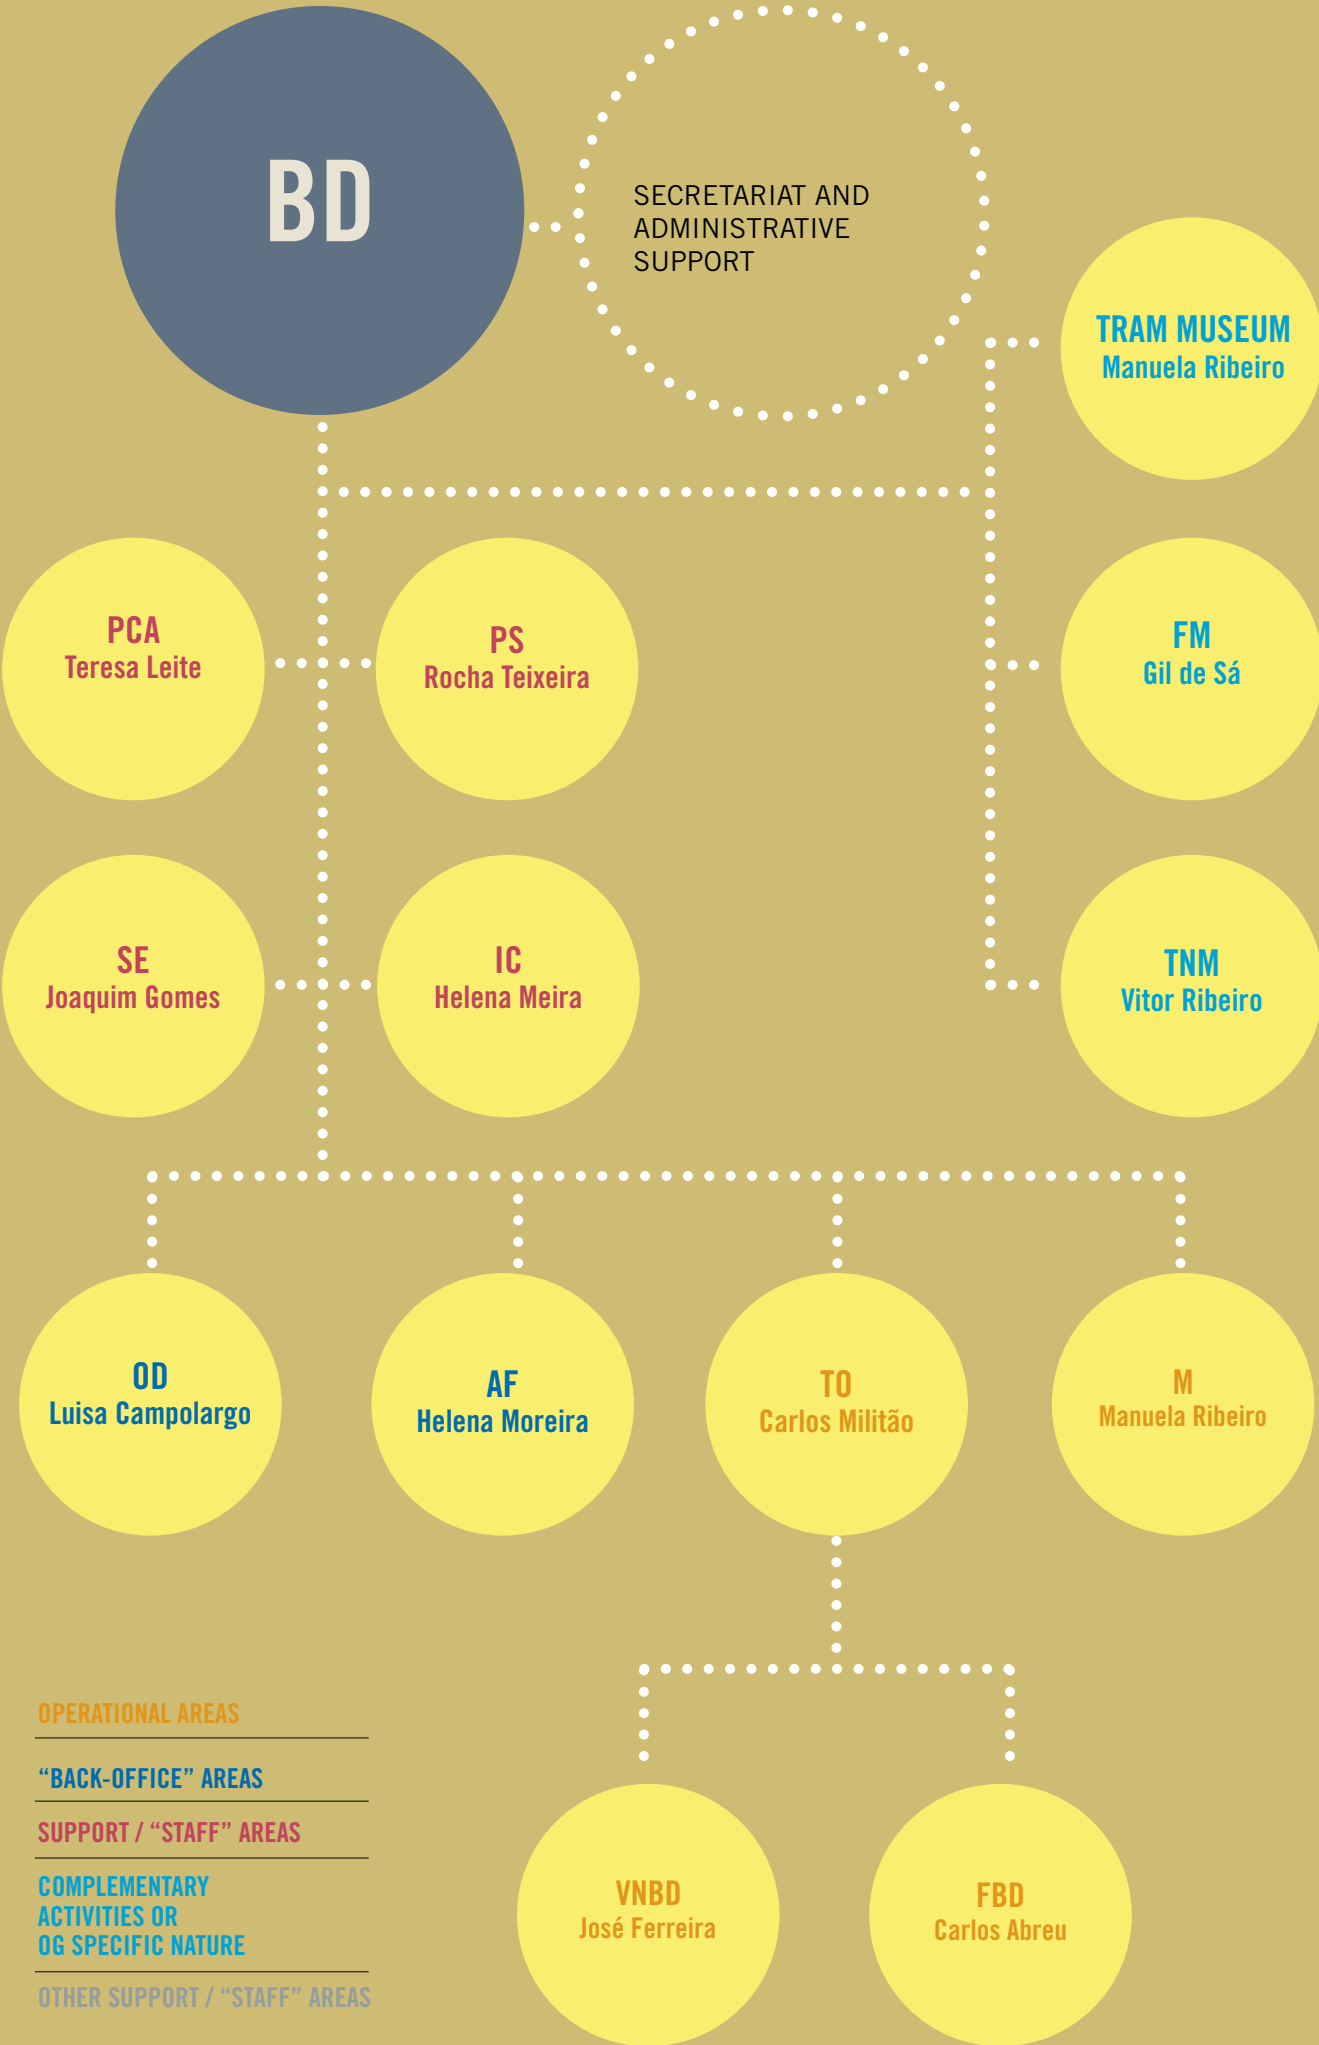 BD
SECRETARIAT AND
ADMINISTRATIVE
SUPPORT
TRAM MUSEUM
Manuela Ribeiro
PCA
Teresa Leite
PS
Rocha Teixeira
FM
Gil de Sá
SE
Joaquim Gomes
IC
Helena Meira
TNM
Vitor Ribeiro
OD
Luisa Campolargo
AF
Helena Moreira
TO
Carlos Militão
M
Manuela Ribeiro
OPERATIONAL AREAS
“BACK-OFFICE” AREAS
SUPPORT / “STAFF” AREAS
COMPLEMENTARY
ACTIVITIES OR
OG SPECIFIC NATURE
OTHER SUPPORT / “STAFF” AREAS
VNBD
José Ferreira
FBD
Carlos Abreu